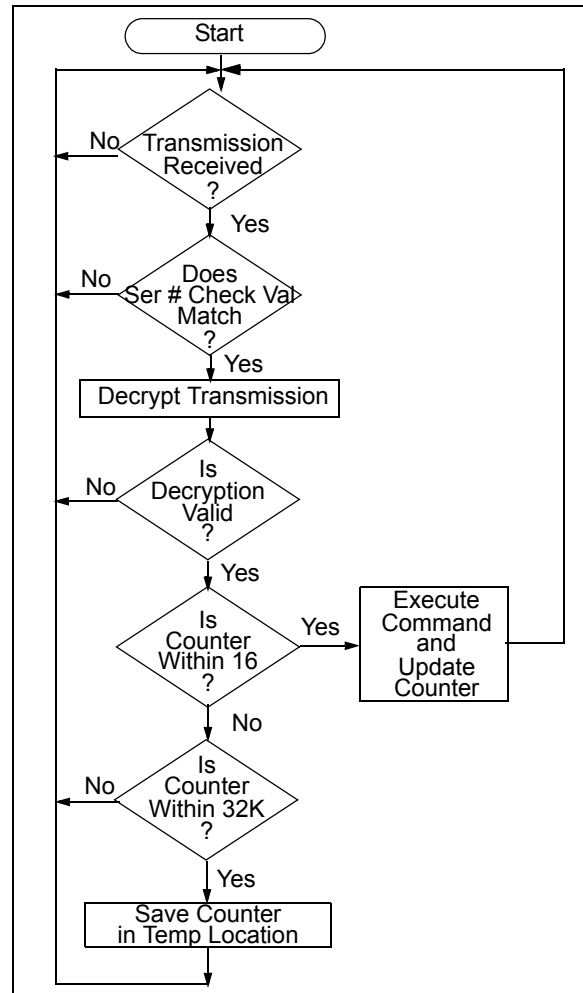 Start
No
Transmission
Received
?
Yes
No
Does
Ser # Check Val
Match
?
Yes
Decrypt Transmission
No
Is
Decryption
Valid
?
Yes
Is
Counter
Within 16
?
Yes
Execute
Command
and
Update
Counter
No
No
Is
Counter
Within 32K
?
Yes
Save Counter
in Temp Location